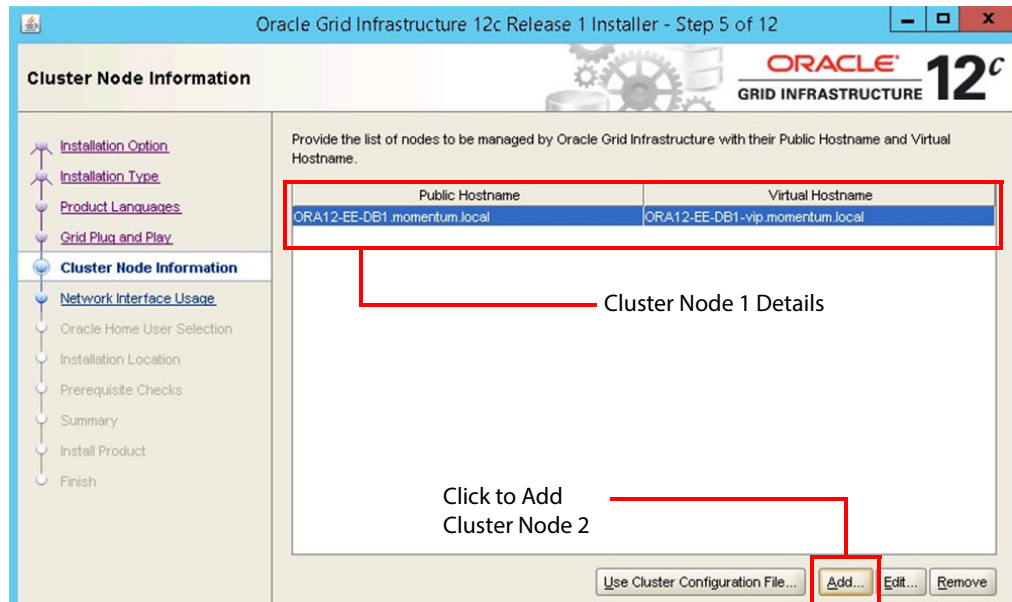 Oracle Grid Infrastructure 12c Release 1 Installer - Step 5 of 12
Cluster Node Information
ORACLE
GRID INFRASTRUCTURE
12c
Installation Option
Installation Type
Product Languages
Grid Plug and Play
Cluster Node Information
Network Interface Usage
Oracle Home User Selection
Installation Location
Prerequisite Checks
Summary
Install Product
Finish
Provide the list of nodes to be managed by Oracle Grid Infrastructure with their Public Hostname and Virtual
Hostname.
Public Hostname Virtual Hostname
ORA12-EE-DB1.momentum.local ORA12-EE-DB1-vip.momentum.local
Cluster Node 1 Details
Click to Add
Cluster Node 2
Use Cluster Configuration File... Add... Edit... Remove